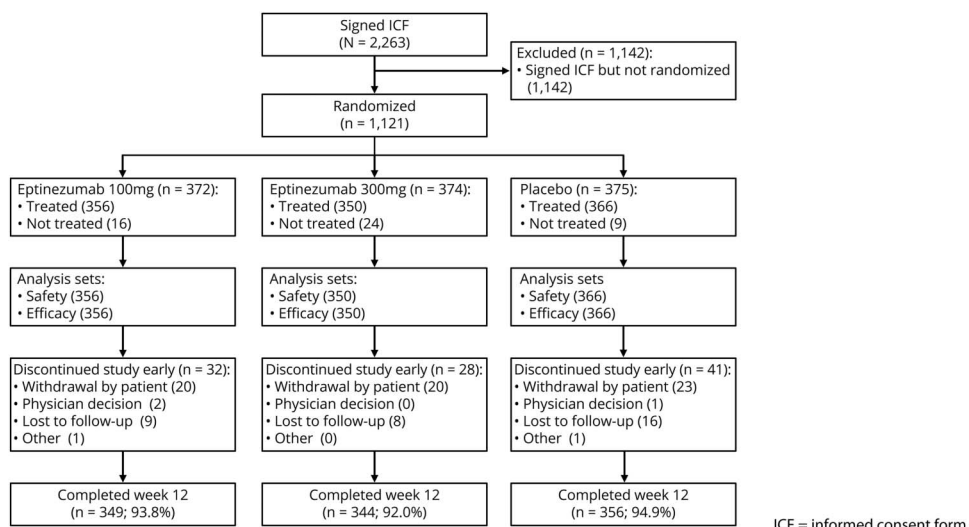 Signed ICF
(N = 2,263)
Excluded (n = 1,142):
• Signed ICF but not randomized
(1,142)
Randomized
(n = 1,121)
Eptinezumab 100mg (n = 372):
• Treated (356)
• Not treated (16)
Eptinezumab 300mg (n = 374):
• Treated (350)
• Not treated (24)
Placebo (n = 375):
• Treated (366)
• Not treated (9)
Analysis sets:
• Safety (356)
• Efficacy (356)
Analysis sets:
• Safety (350)
• Efficacy (350)
Analysis sets
• Safety (366)
• Efficacy (366)
Discontinued study early (n = 32):
• Withdrawal by patient (20)
• Physician decision (2)
• Lost to follow-up (9)
• Other (1)
Discontinued study early (n = 28):
• Withdrawal by patient (20)
• Physician decision (0)
• Lost to follow-up (8)
• Other (0)
Discontinued study early (n = 41):
• Withdrawal by patient (23)
• Physician decision (1)
• Lost to follow-up (16)
• Other (1)
Completed week 12
(n = 349; 93.8%)
Completed week 12
(n = 344; 92.0%)
Completed week 12
(n = 356; 94.9%)
ICF = informed consent form